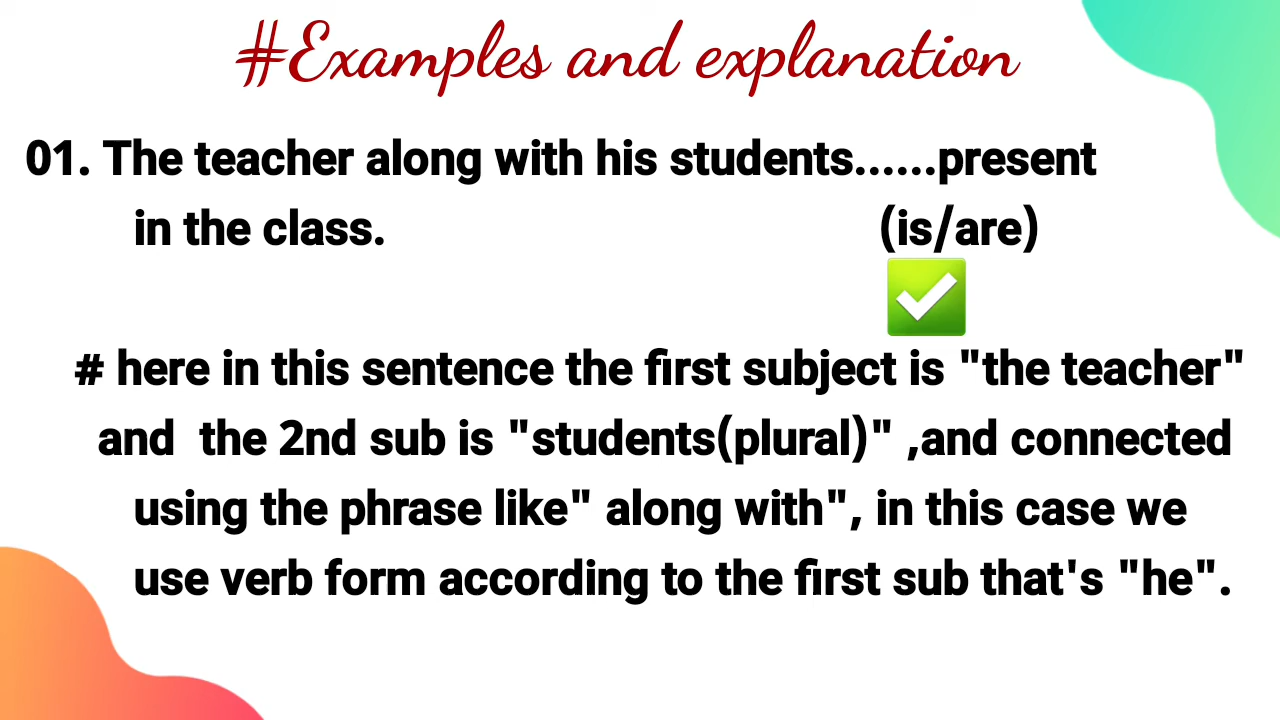 #Examples and explanation
01. The teacher along with his students......present
in the class. (is/are)
# here in this sentence the first subject is "the teacher"
and  the 2nd sub is "students(plural)" ,and connected
using the phrase like" along with", in this case we
use verb form according to the first sub that's "he".